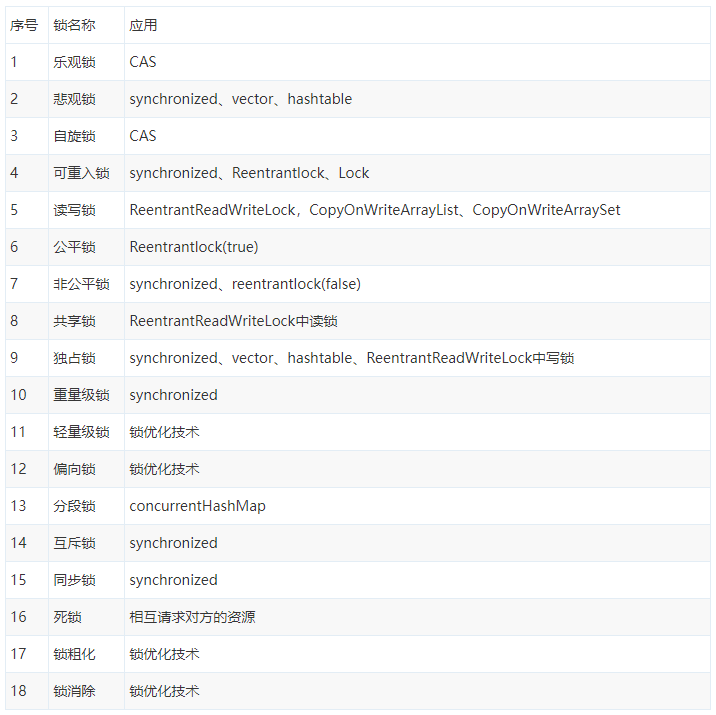 序号 锁名称 应用
1 乐观锁 CAS
2 悲观锁 synchronized、vector、hashtable
3 自旋锁 CAS
4 可重入锁 synchronized、Reentrantlock、Lock
5 读写锁 ReentrantReadWriteLock，CopyOnWriteArrayList、CopyOnWriteArraySet
6 公平锁 Reentrantlock(true)
7 非公平锁 synchronized、reentrantlock(false)
8 共享锁 ReentrantReadWriteLock中读锁
9 独占锁 synchronized、vector、hashtable、ReentrantReadWriteLock中写锁
10 重量级锁 synchronized
11 轻量级锁 锁优化技术
12 偏向锁 锁优化技术
13 分段锁 concurrentHashMap
14 互斥锁 synchronized
15 同步锁 synchronized
16 死锁 相互请求对方的资源
17 锁粗化 锁优化技术
18 锁消除 锁优化技术